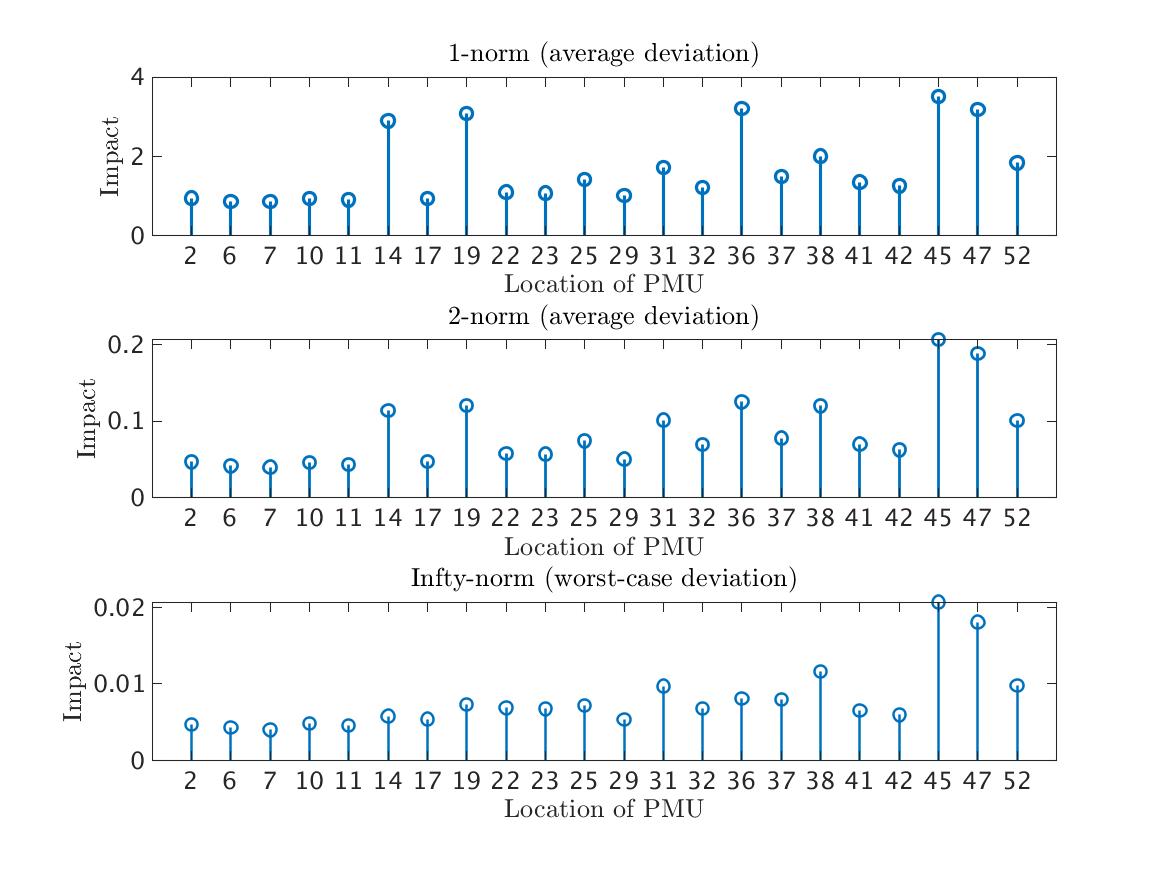 1-norm (average deviation)
4
2
0
Impact
2 6 7 10 11 14 17 19 22 23 25 29 31 32 36 37 38 41 42 45 47 52
Location of PMU
2-norm (average deviation)
0.2
0.1
0
Impact
2 6 7 10 11 14 17 19 22 23 25 29 31 32 36 37 38 41 42 45 47 52
Location of PMU
Infty-norm (worst-case deviation)
0.02
0.01
0
Impact
2 6 7 10 11 14 17 19 22 23 25 29 31 32 36 37 38 41 42 45 47 52
Location of PMU